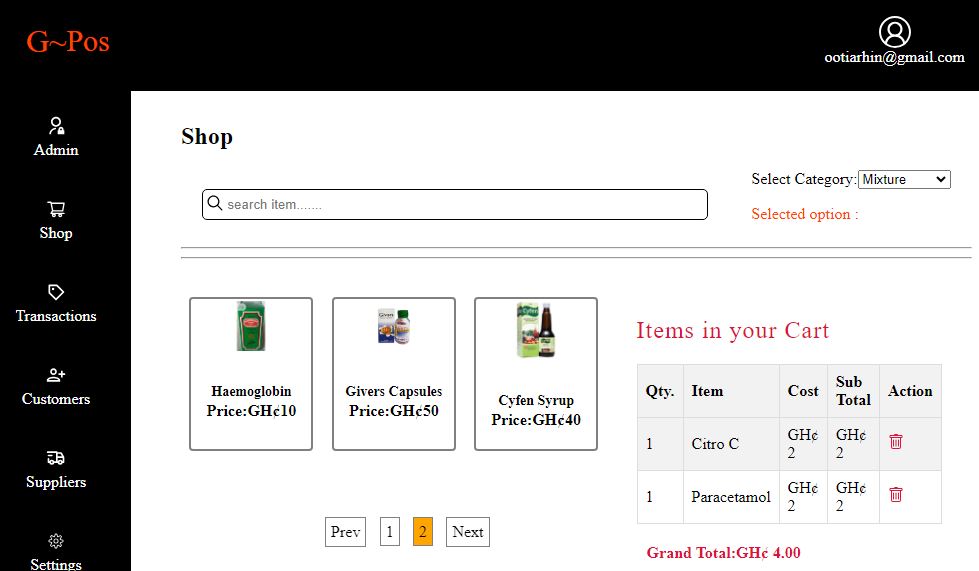 G~Pos
ootiarhin@gmail.com
Admin
Shop
Transactions
Customers
Suppliers
Settings
Shop
search item.......
Select Category:Mixture
Selected option :
Haemoglobin
Price:GH¢10
Givers Capsules
Price:GH¢50
Cyfen Syrup
Price:GH¢40
Prev 1 2 Next
Items in your Cart
Qty. Item Cost Sub Total Action
1 Citro C GH¢ 2 GH¢ 2
1 Paracetamol GH¢ 2 GH¢ 2
Grand Total:GH¢ 4.00